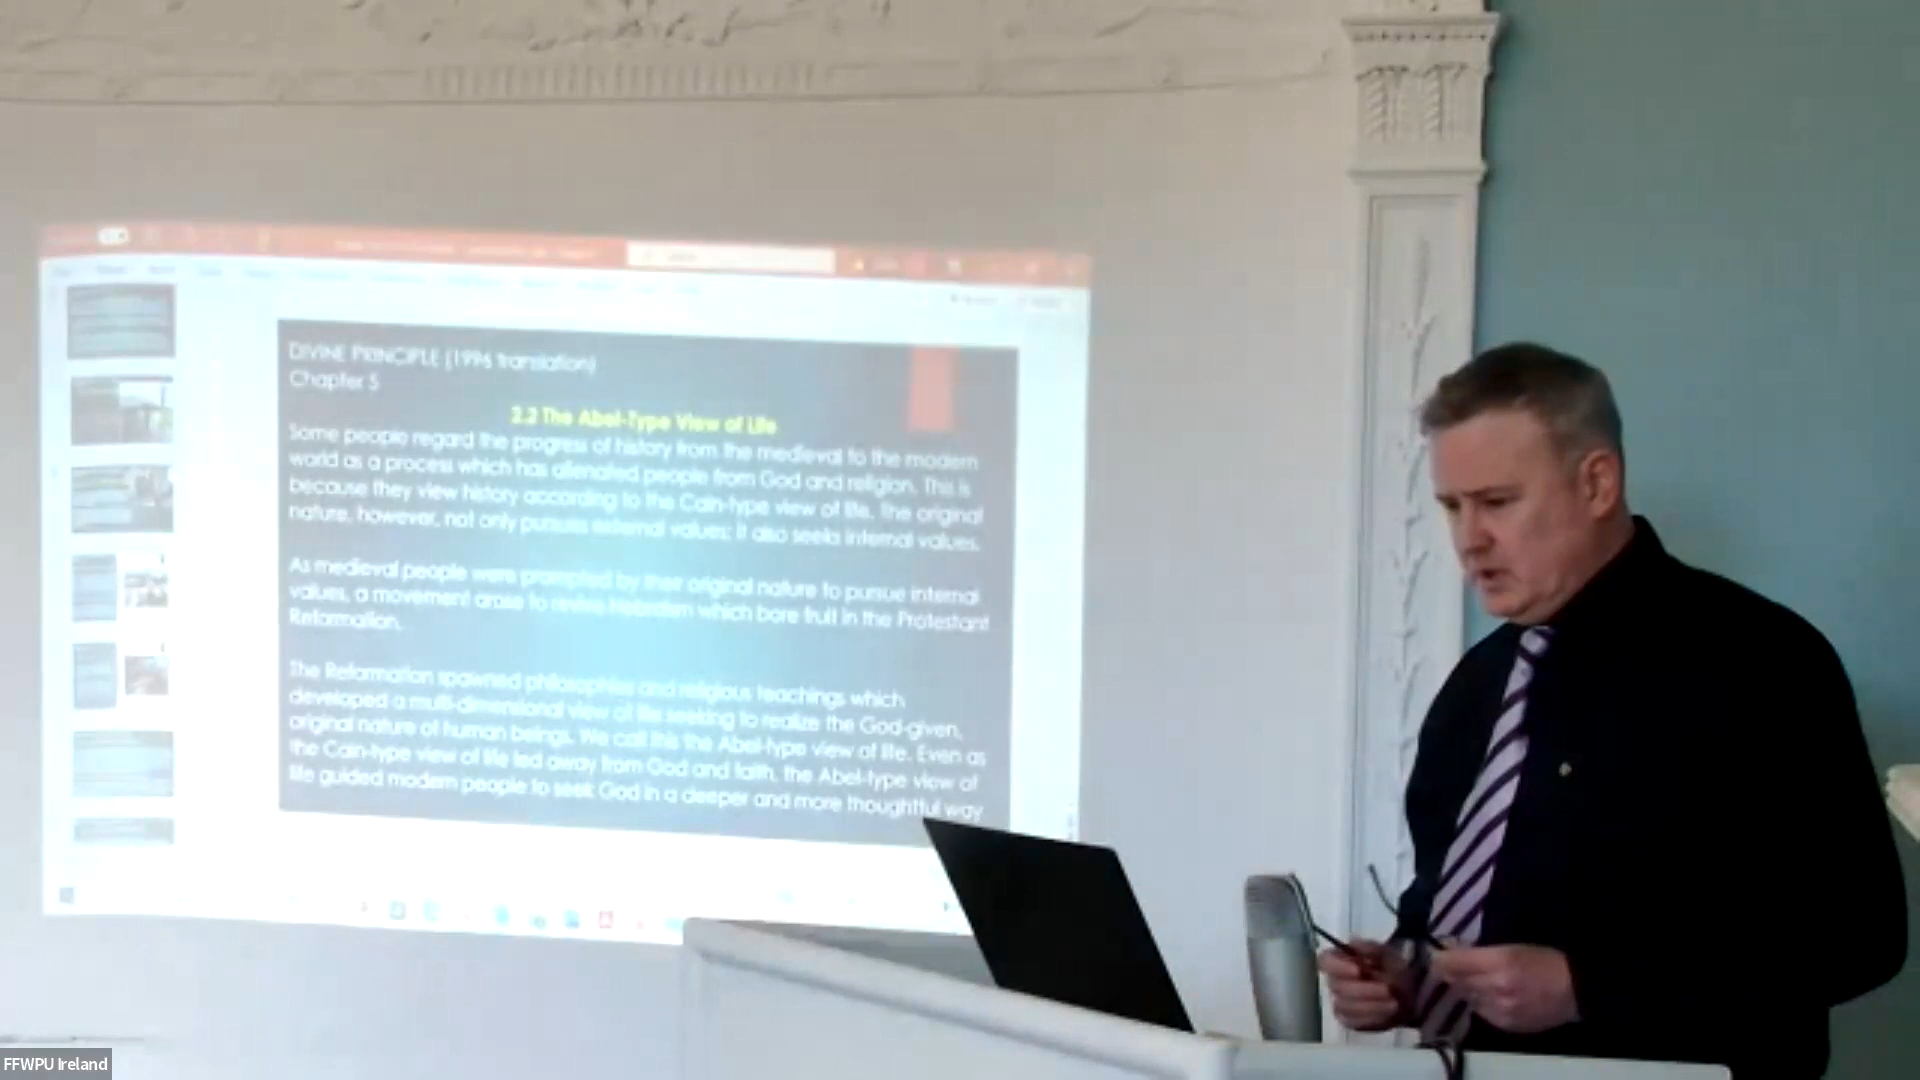 DIVINE PRINCIPLE (1996 translation)
Chapter 5
2.2 The Abel-Type View of Life
Some people regard the progress of history from the medieval to the modern
world as a process which has alienated people from God and religion. This is
because they view history according to the Cain-type view of life. The original
nature, however, not only pursues external values; it also seeks internal values.
As medieval people were prompted by their original nature to pursue internal
values, a movement arose to revive Hebraism which bore fruit in the Protestant
Reformation.
The Reformation spawned philosophies and religious teachings which
developed a multi-dimensional view of life seeking to realize the God-given,
original nature of human beings. We call this the Abel-type view of life. Even as
the Cain-type view of life led away from God and faith, the Abel-type view of
life guided modern people to seek God in a deeper and more thoughtful way
FFWPU Ireland